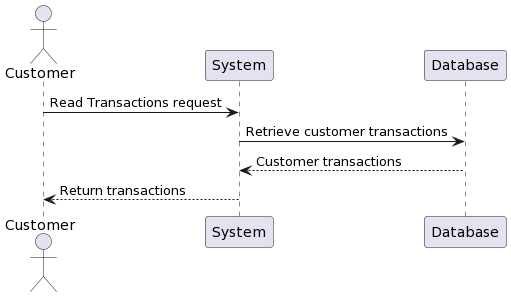 Customer
System
Database
Read Transactions request
Retrieve customer transactions
Customer transactions
Return transactions
Customer
System
Database